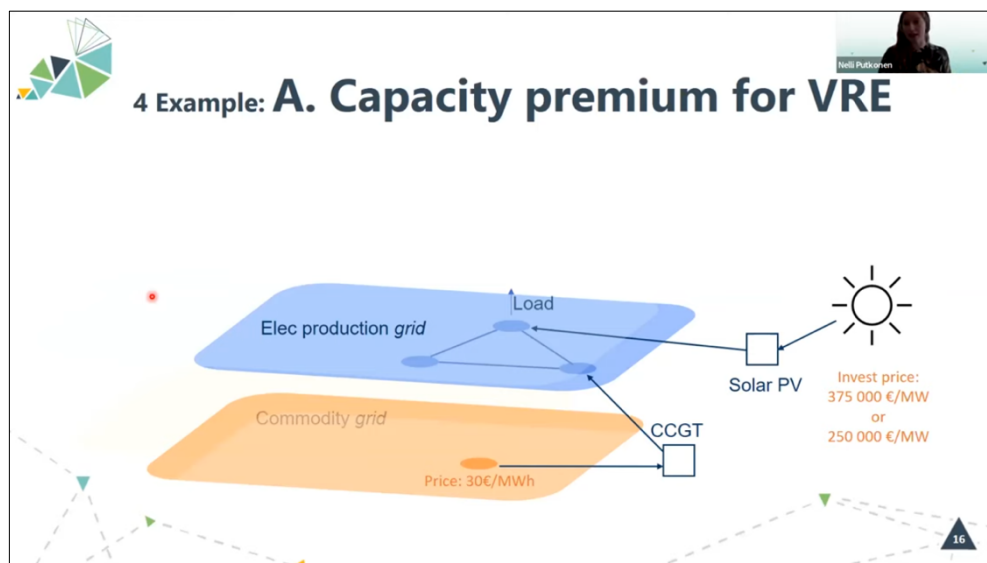 Nelli Putkonen
4 Example: A. Capacity premium for VRE
Load
Elec production grid
Solar PV
Invest price:
375 000 €/MW
or
250 000 €/MW
Commodity grid
CCGT
Price: 30€/MWh
16